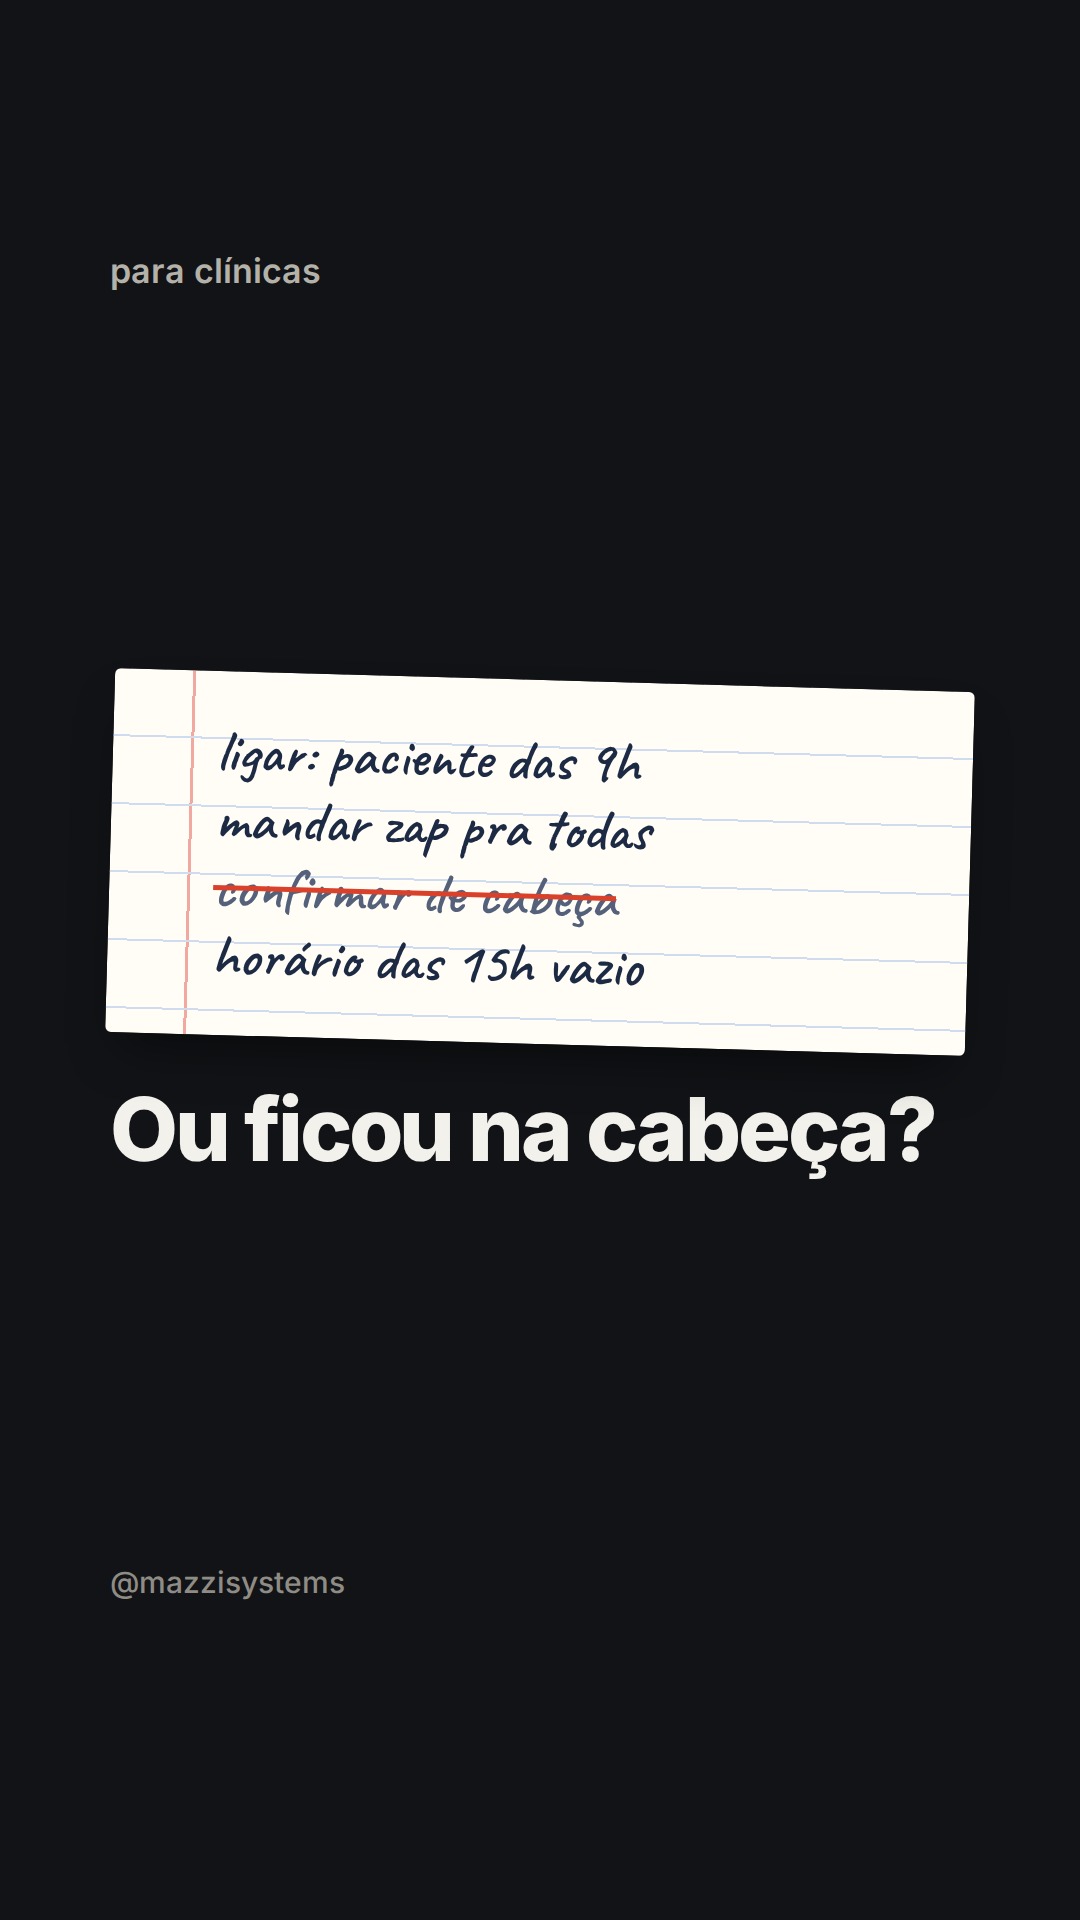 para clínicas
ligar: paciente das 9h
mandar zap pra todas
confirmar de cabeça
horário das 15h vazio
Ou ficou na cabeça?
@mazzisystems